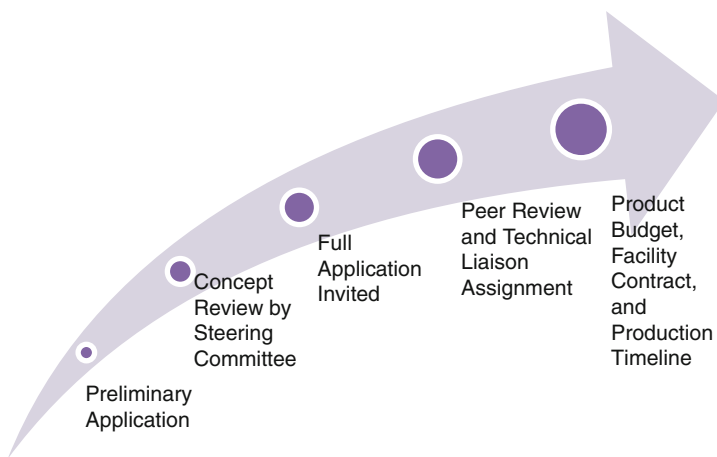 Preliminary
Application
Concept
Review by
Steering
Committee
Full
Application
Invited
Peer Review
and Technical
Liaison
Assignment
Product
Budget,
Facility
Contract,
and
Production
Timeline